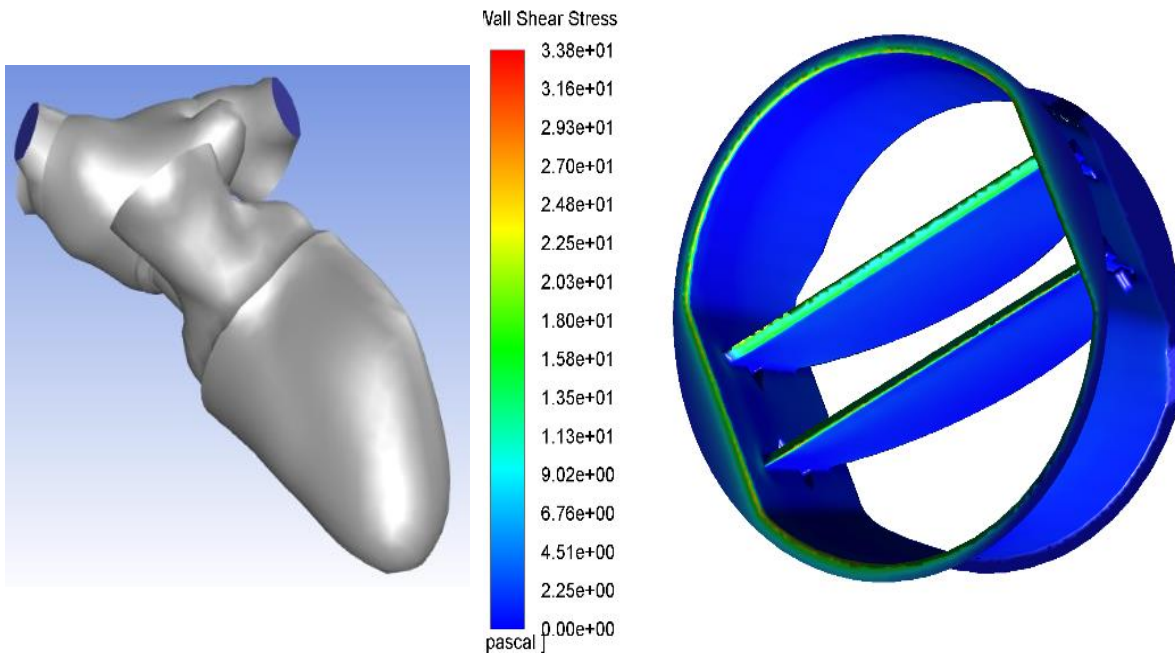 Wall Shear Stress
3.38e+01
3.16e+01
2.93e+01
2.70e+01
2.48e+01
2.25e+01
2.03e+01
1.80e+01
1.58e+01
1.35e+01
1.13e+01
9.02e+00
6.76e+00
4.51e+00
2.25e+00
0.00e+00
pascal ]